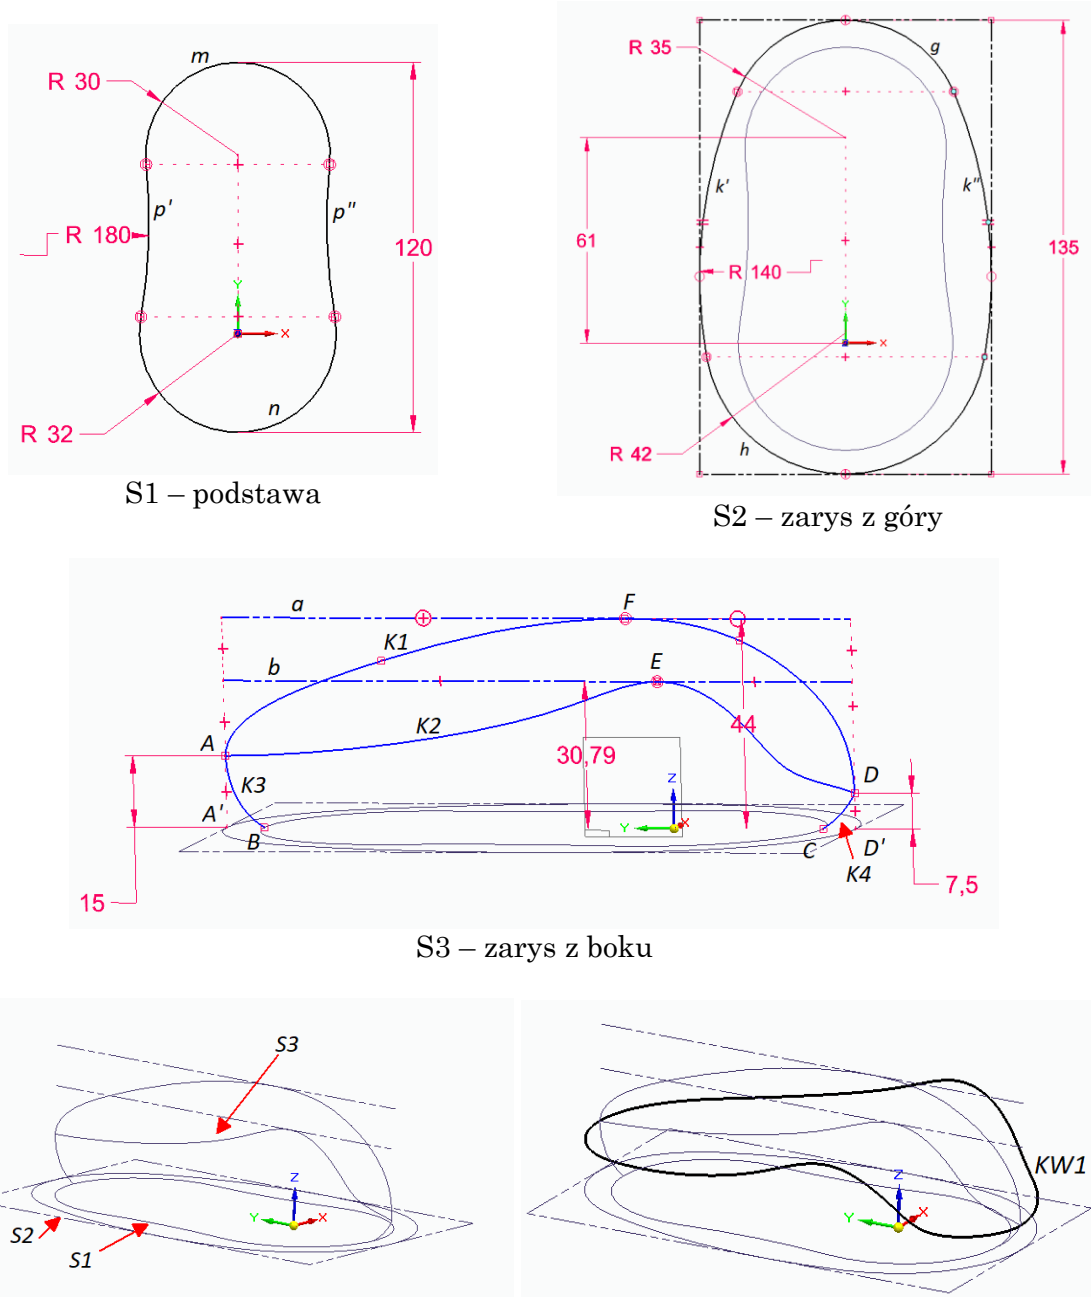 m
R 30
p'
p"
R 180
120
Y
X
n
R 32
S1 – podstawa
R 35
g
k'
k"
61
135
R 140
Y
X
R 42
h
S2 – zarys z góry
a
F
K1
b
E
A
K2
44
30,79
K3
Z
D
A'
Y
X
B
C
D'
K4
15
7,5
S3 – zarys z boku
S3
Z
Y
X
S2
S1
KW1
Z
Y
X